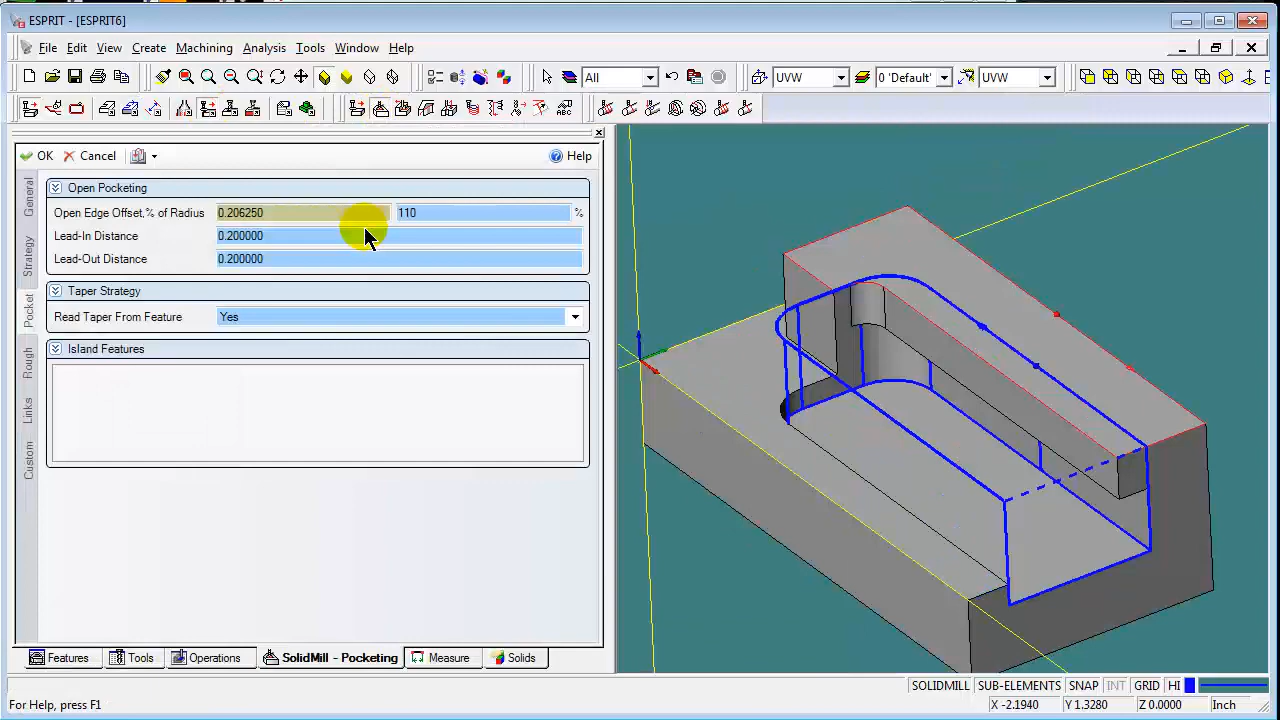 ESPRIT - [ESPRIT6]
File Edit View Create Machining Analysis Tools Window Help
All UVW 0 'Default' UVW
OK Cancel Help
General
Strategy
Pocket
Rough
Links
Custom
Open Pocketing
Open Edge Offset,% of Radius 0.206250 110 %
Lead-In Distance 0.200000
Lead-Out Distance 0.200000
Taper Strategy
Read Taper From Feature Yes
Island Features
Features Tools Operations SolidMill - Pocketing Measure Solids
SOLIDMILL SUB-ELEMENTS SNAP INT GRID HI
For Help, press F1 X -2.1940 Y 1.3280 Z 0.0000 Inch